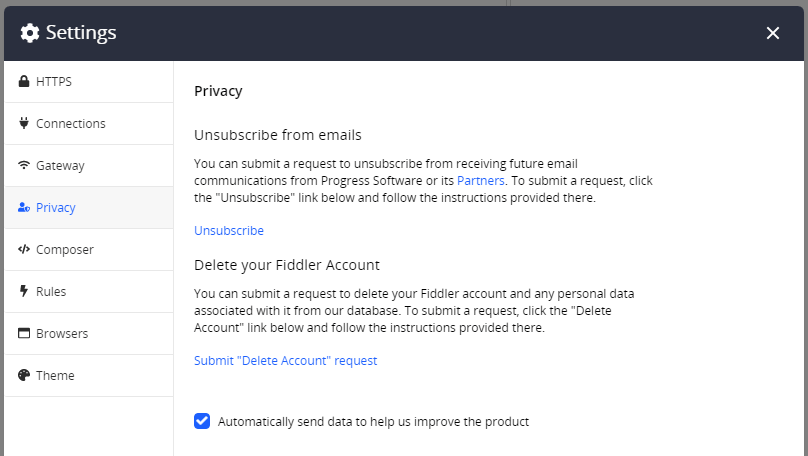 Settings
HTTPS
Connections
Gateway
Privacy
Composer
Rules
Browsers
Theme
Privacy
Unsubscribe from emails
You can submit a request to unsubscribe from receiving future email
communications from Progress Software or its Partners. To submit a request, click
the "Unsubscribe" link below and follow the instructions provided there.
Unsubscribe
Delete your Fiddler Account
You can submit a request to delete your Fiddler account and any personal data
associated with it from our database. To submit a request, click the "Delete
Account" link below and follow the instructions provided there.
Submit "Delete Account" request
Automatically send data to help us improve the product